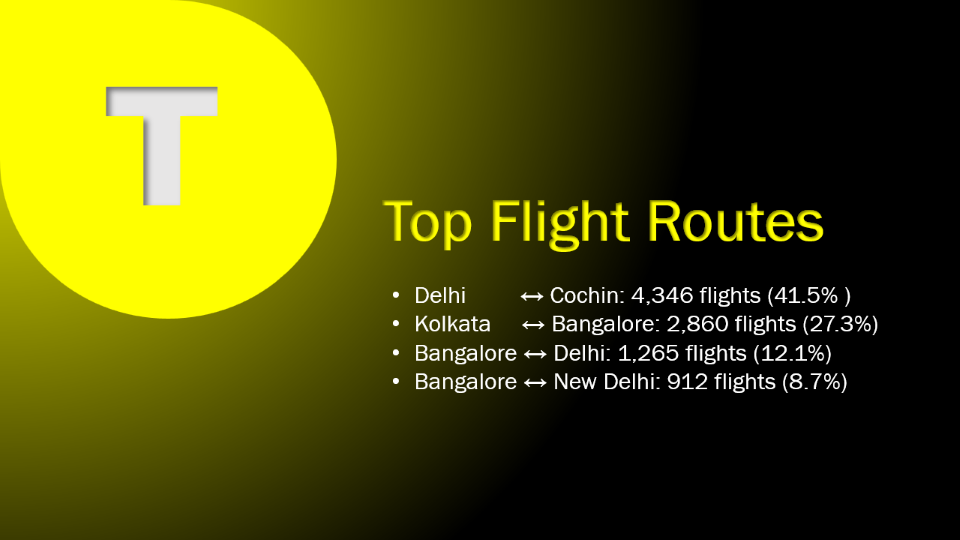 T
Top Flight Routes
• Delhi ↔ Cochin: 4,346 flights (41.5% )
• Kolkata ↔ Bangalore: 2,860 flights (27.3%)
• Bangalore ↔ Delhi: 1,265 flights (12.1%)
• Bangalore ↔ New Delhi: 912 flights (8.7%)